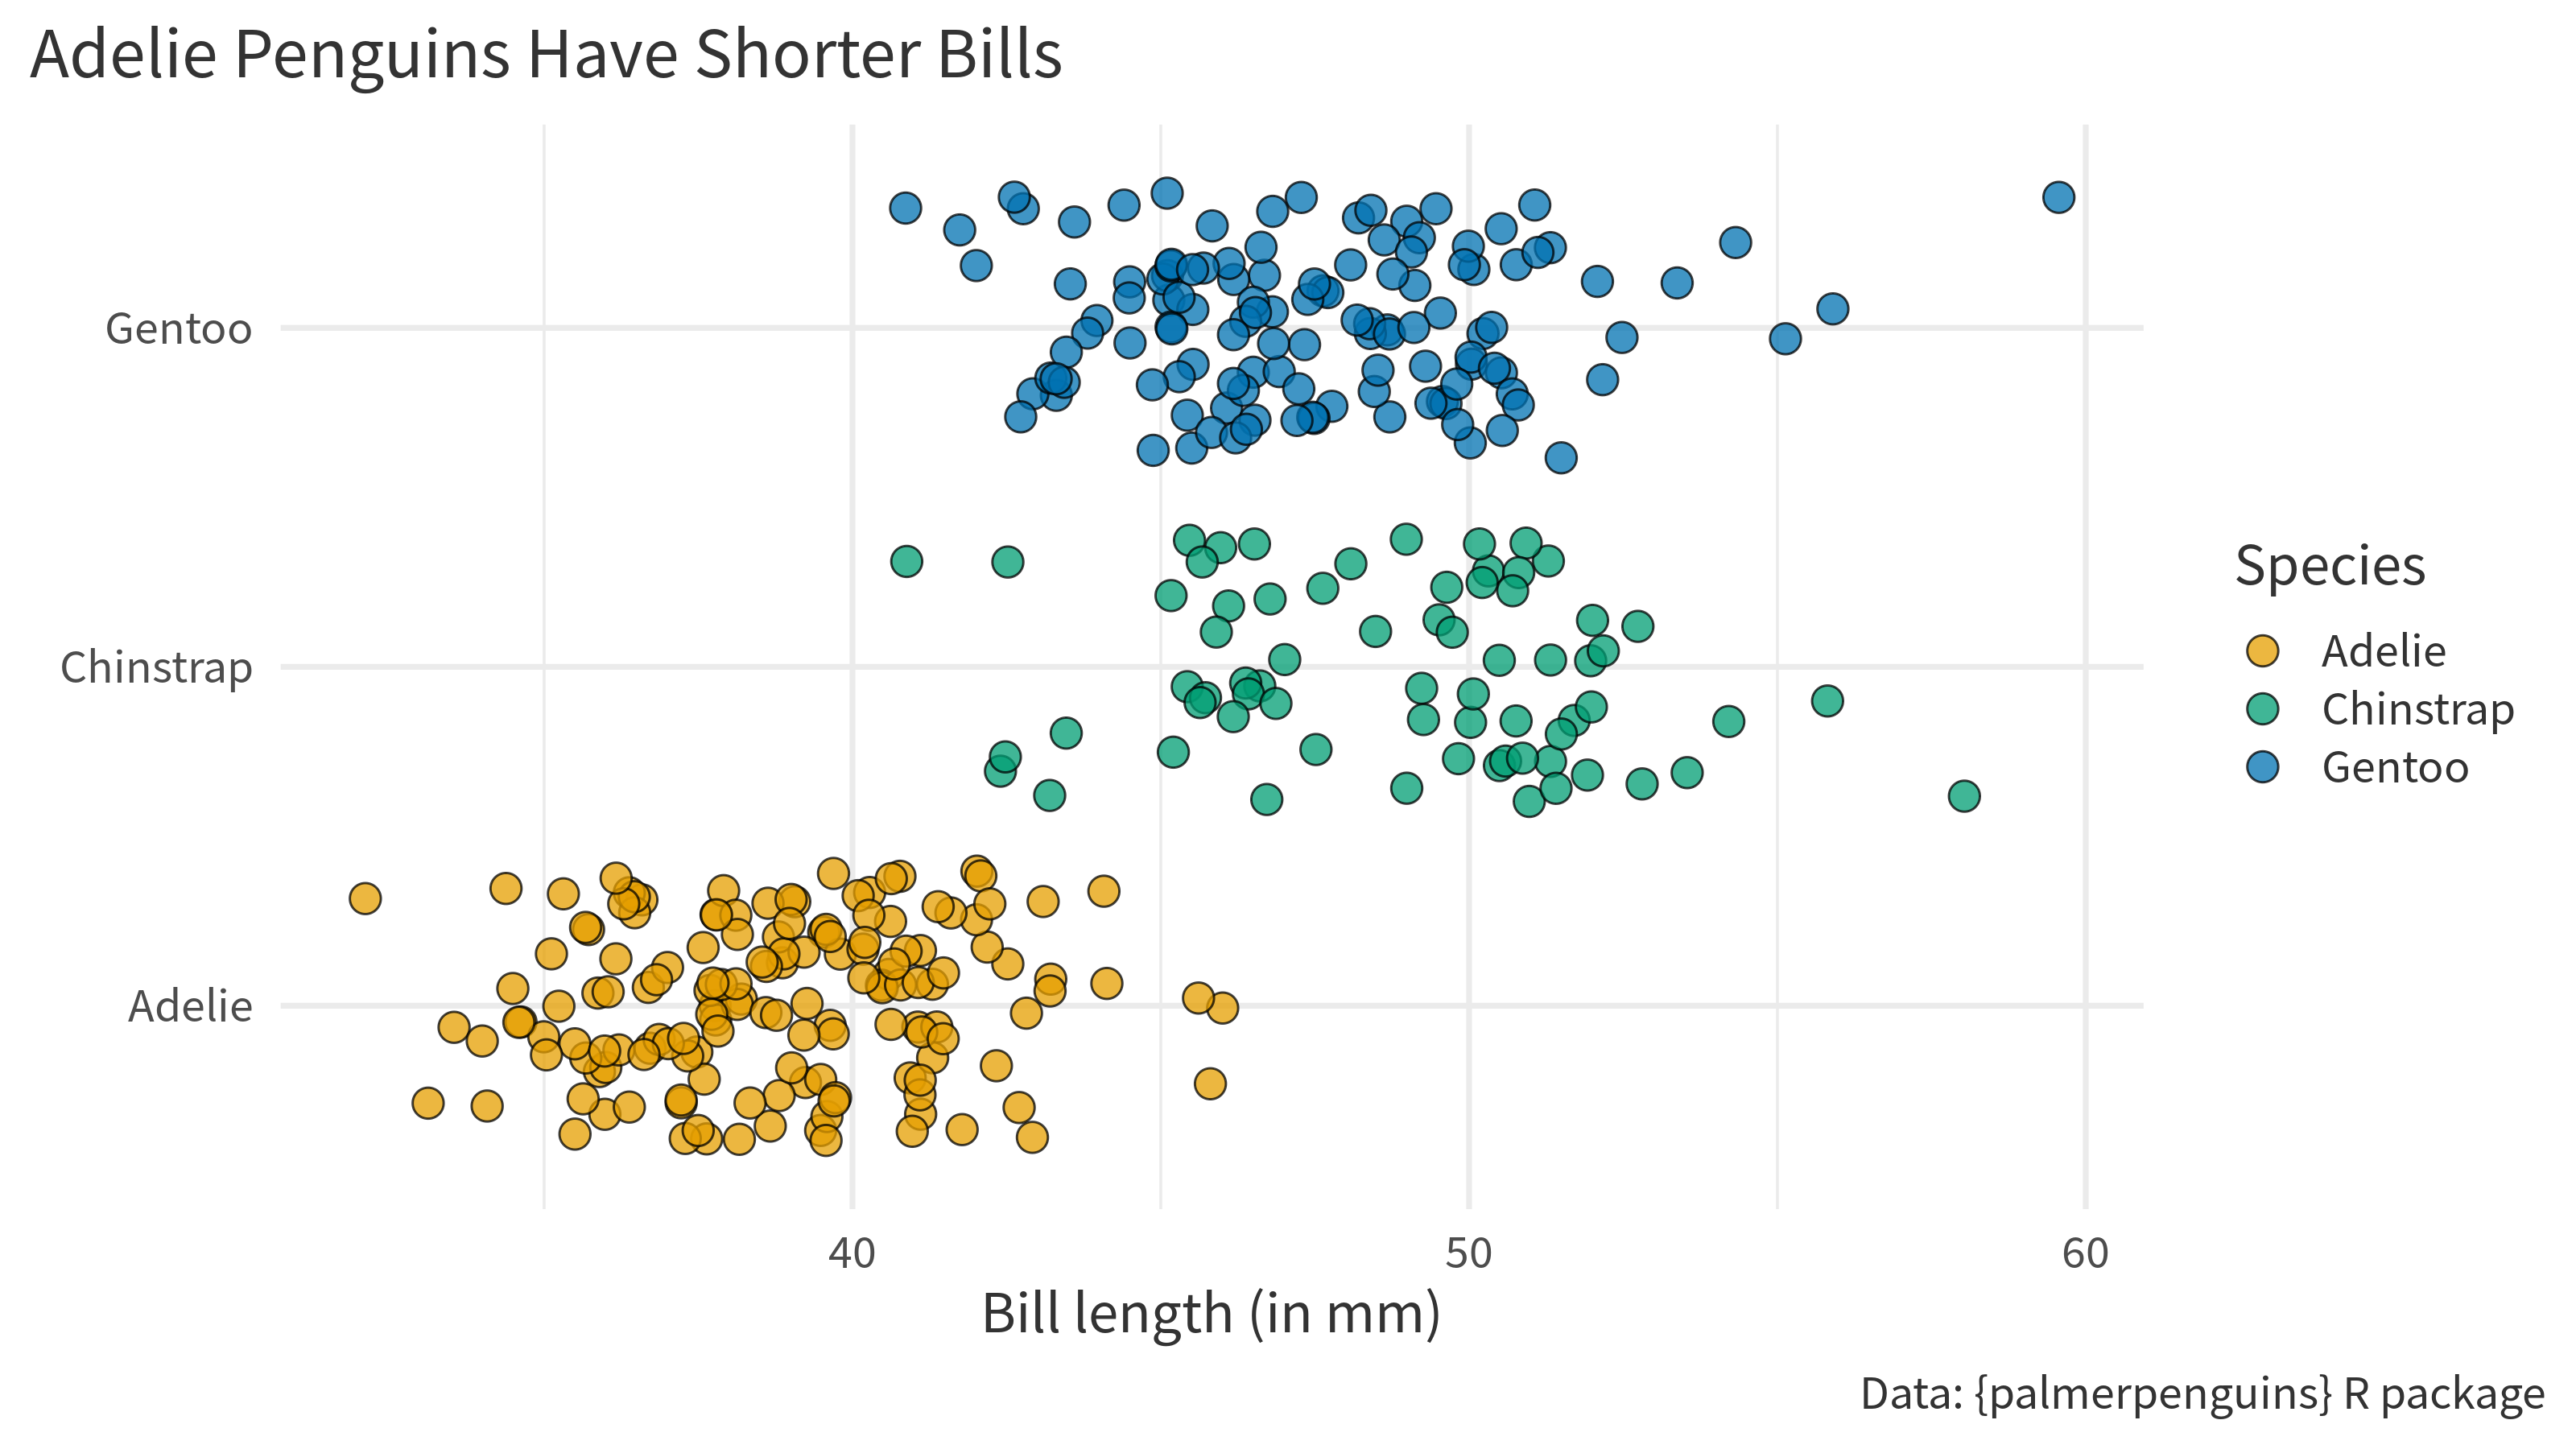 Adelie Penguins Have Shorter Bills
Gentoo
Chinstrap
Adelie
40
50
60
Bill length (in mm)
Species
Adelie
Chinstrap
Gentoo
Data: {palmerpenguins} R package